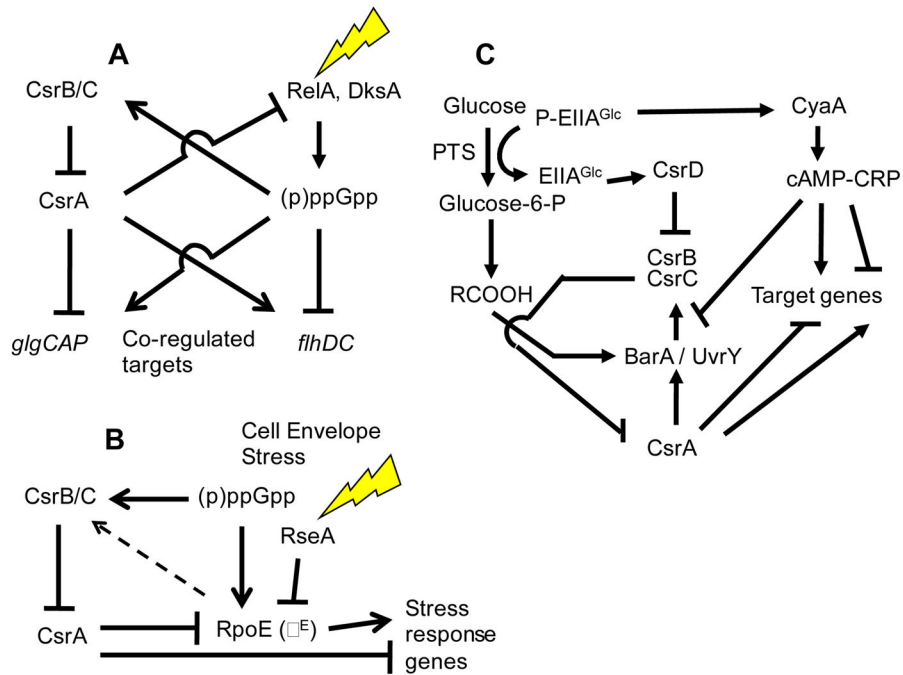 A
CsrB/C
RelA, DksA
CsrA
(p)ppGpp
glgCAP
Co-regulated
targets
flhDC
B
Cell Envelope
Stress
CsrB/C
(p)ppGpp
RseA
CsrA
RpoE (□ᴱ)
Stress
response
genes
C
Glucose
P-EIIAᴳˡᶜ
CyaA
PTS
EIIAᴳˡᶜ
CsrD
cAMP-CRP
Glucose-6-P
CsrB
CsrC
RCOOH
Target genes
BarA / UvrY
CsrA